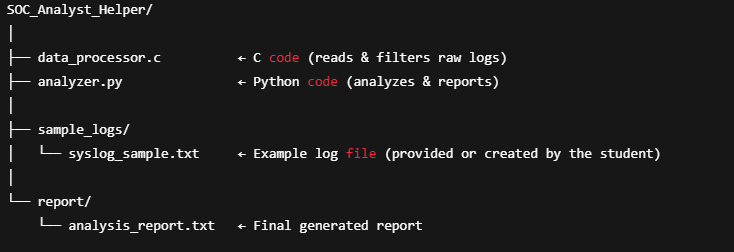 SOC_Analyst_Helper/
│
├── data_processor.c          ← C code (reads & filters raw logs)
├── analyzer.py               ← Python code (analyzes & reports)
│
├── sample_logs/
│   └── syslog_sample.txt     ← Example log file (provided or created by the student)
│
└── report/
    └── analysis_report.txt   ← Final generated report